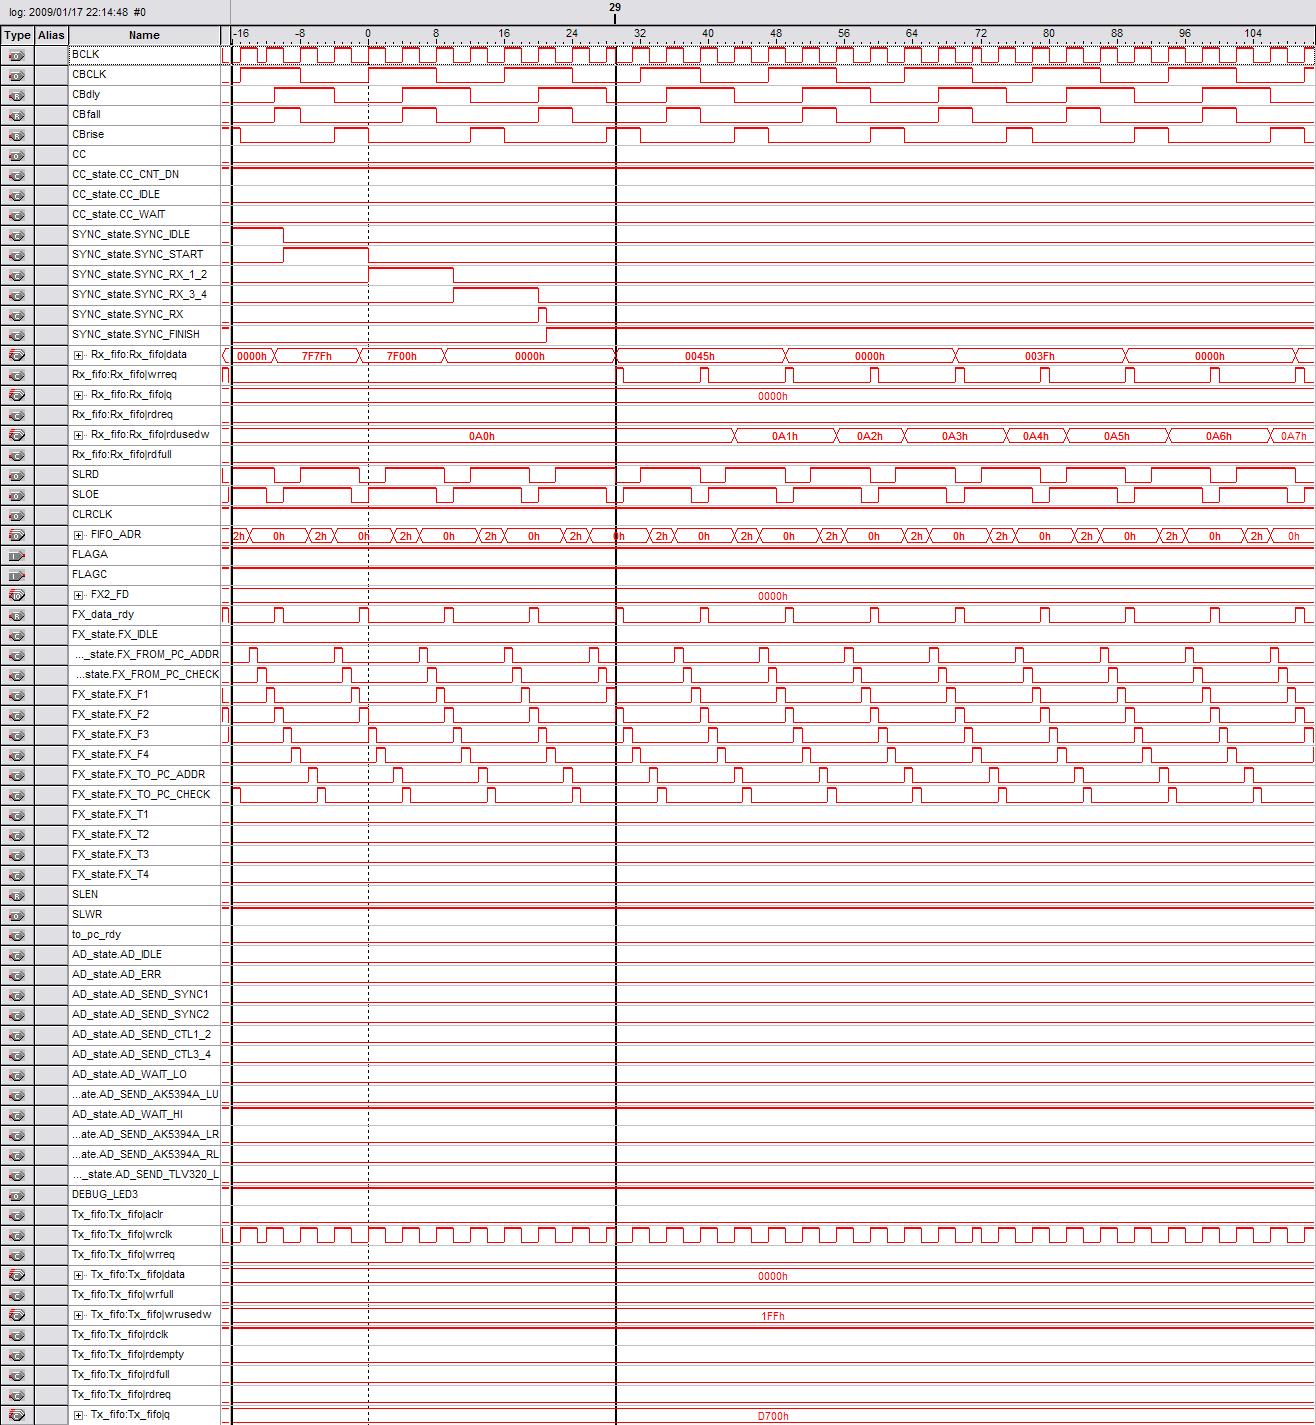 log: 2009/01/17 22:14:48 #0
29
Type Alias Name -16 -8 0 8 16 24 32 40 48 56 64 72 80 88 96 104
BCLK
CBCLK
CBdly
CBfall
CBrise
CC
CC_state.CC_CNT_DN
CC_state.CC_IDLE
CC_state.CC_WAIT
SYNC_state.SYNC_IDLE
SYNC_state.SYNC_START
SYNC_state.SYNC_RX_1_2
SYNC_state.SYNC_RX_3_4
SYNC_state.SYNC_RX
SYNC_state.SYNC_FINISH
Rx_fifo:Rx_fifo|data 0000h 7F7Fh 7F00h 0000h 0045h 0000h 003Fh 0000h
Rx_fifo:Rx_fifo|wrreq
Rx_fifo:Rx_fifo|q 0000h
Rx_fifo:Rx_fifo|rdreq
Rx_fifo:Rx_fifo|rdusedw 0A0h 0A1h 0A2h 0A3h 0A4h 0A5h 0A6h 0A7h
Rx_fifo:Rx_fifo|rdfull
SLRD
SLOE
CLRCLK
FIFO_ADR 2h 0h 2h 0h 2h 0h 2h 0h 2h 0h 2h 0h 2h 0h 2h 0h 2h 0h 2h 0h 2h 0h 2h 0h 2h 0h
FLAGA
FLAGC
FX2_FD 0000h
FX_data_rdy
FX_state.FX_IDLE
..._state.FX_FROM_PC_ADDR
...state.FX_FROM_PC_CHECK
FX_state.FX_F1
FX_state.FX_F2
FX_state.FX_F3
FX_state.FX_F4
FX_state.FX_TO_PC_ADDR
FX_state.FX_TO_PC_CHECK
FX_state.FX_T1
FX_state.FX_T2
FX_state.FX_T3
FX_state.FX_T4
SLEN
SLWR
to_pc_rdy
AD_state.AD_IDLE
AD_state.AD_ERR
AD_state.AD_SEND_SYNC1
AD_state.AD_SEND_SYNC2
AD_state.AD_SEND_CTL1_2
AD_state.AD_SEND_CTL3_4
AD_state.AD_WAIT_LO
...ate.AD_SEND_AK5394A_LU
AD_state.AD_WAIT_HI
...ate.AD_SEND_AK5394A_LR
...ate.AD_SEND_AK5394A_RL
..._state.AD_SEND_TLV320_L
DEBUG_LED3
Tx_fifo:Tx_fifo|aclr
Tx_fifo:Tx_fifo|wrclk
Tx_fifo:Tx_fifo|wrreq
Tx_fifo:Tx_fifo|data 0000h
Tx_fifo:Tx_fifo|wrfull
Tx_fifo:Tx_fifo|wrusedw 1FFh
Tx_fifo:Tx_fifo|rdclk
Tx_fifo:Tx_fifo|rdempty
Tx_fifo:Tx_fifo|rdfull
Tx_fifo:Tx_fifo|rdreq
Tx_fifo:Tx_fifo|q D700h